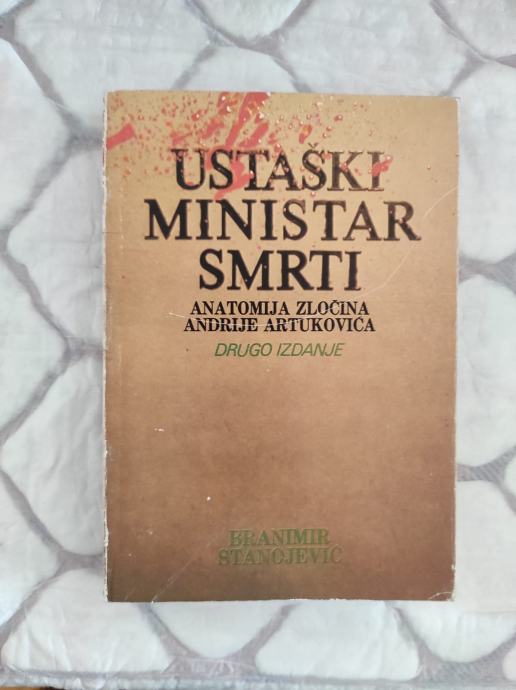 USTAŠKI
MINISTAR
SMRTI
ANATOMIJA ZLOČINA
ANDRIJE ARTUKOVIĆA
DRUGO IZDANJE
BRANIMIR
STANOJEVIĆ